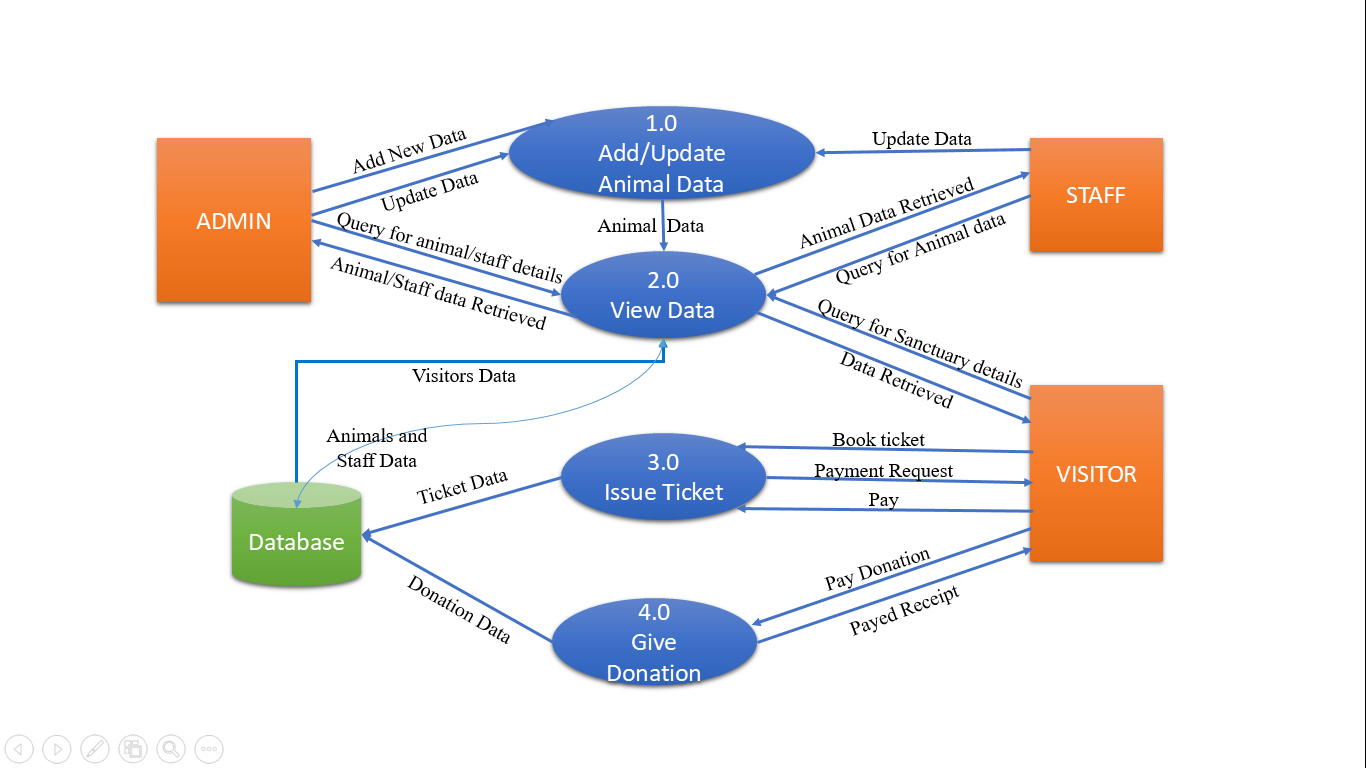 1.0
Add/Update
Animal Data
Add New Data
Update Data
Update Data
ADMIN
STAFF
Query for animal/staff details
Animal Data
Animal Data Retrieved
Query for Animal data
Animal/Staff data Retrieved
2.0
View Data
Query for Sanctuary details
Data Retrieved
Visitors Data
Animals and
Staff Data
Book ticket
3.0
Issue Ticket
Payment Request
VISITOR
Ticket Data
Pay
Database
Pay Donation
Donation Data
Payed Receipt
4.0
Give
Donation